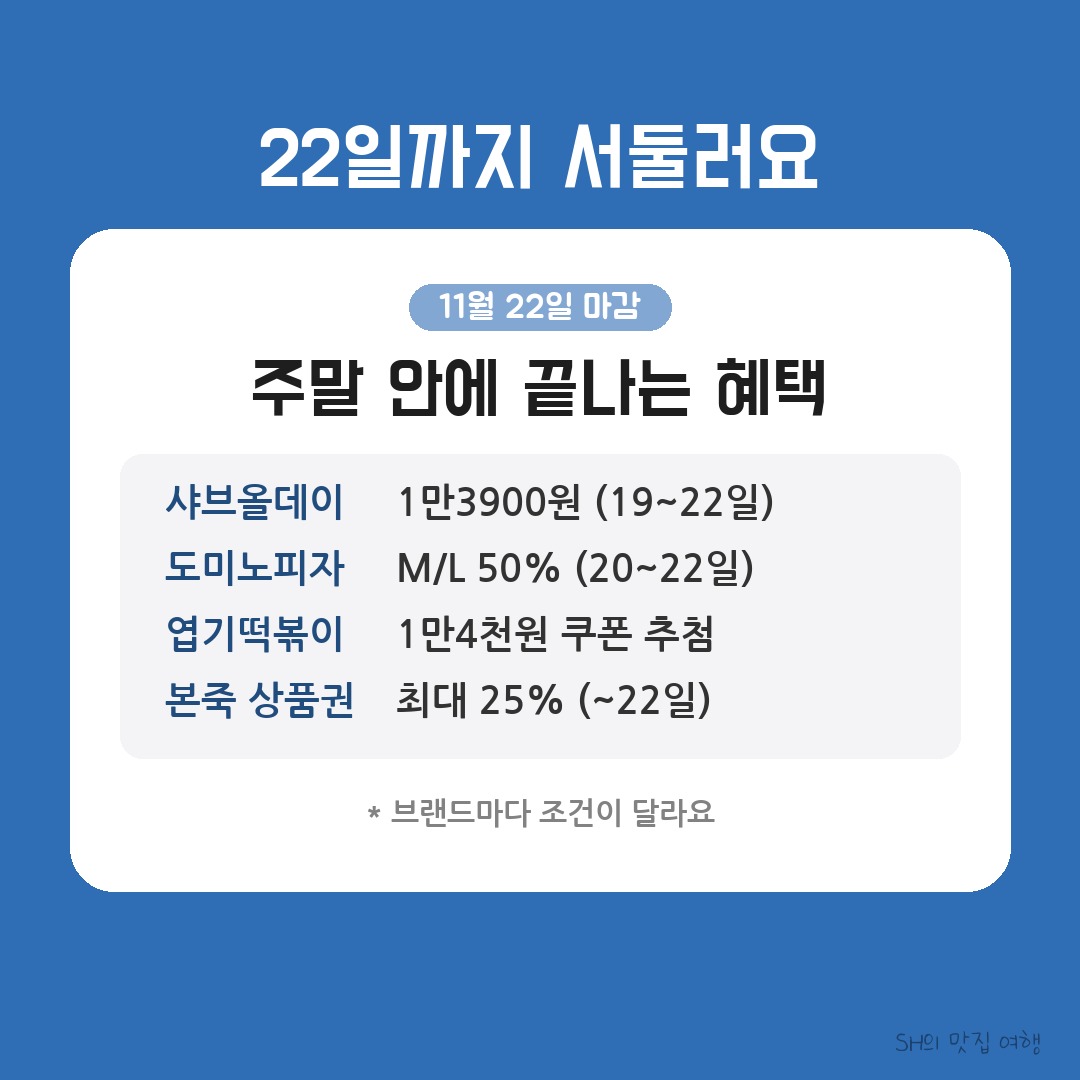 22일까지 서둘러요
11월 22일 마감
주말 안에 끝나는 혜택
샤브올데이 1만3900원 (19~22일)
도미노피자 M/L 50% (20~22일)
엽기떡볶이 1만4천원 쿠폰 추첨
본죽 상품권 최대 25% (~22일)
* 브랜드마다 조건이 달라요
SH의 맛집 여행